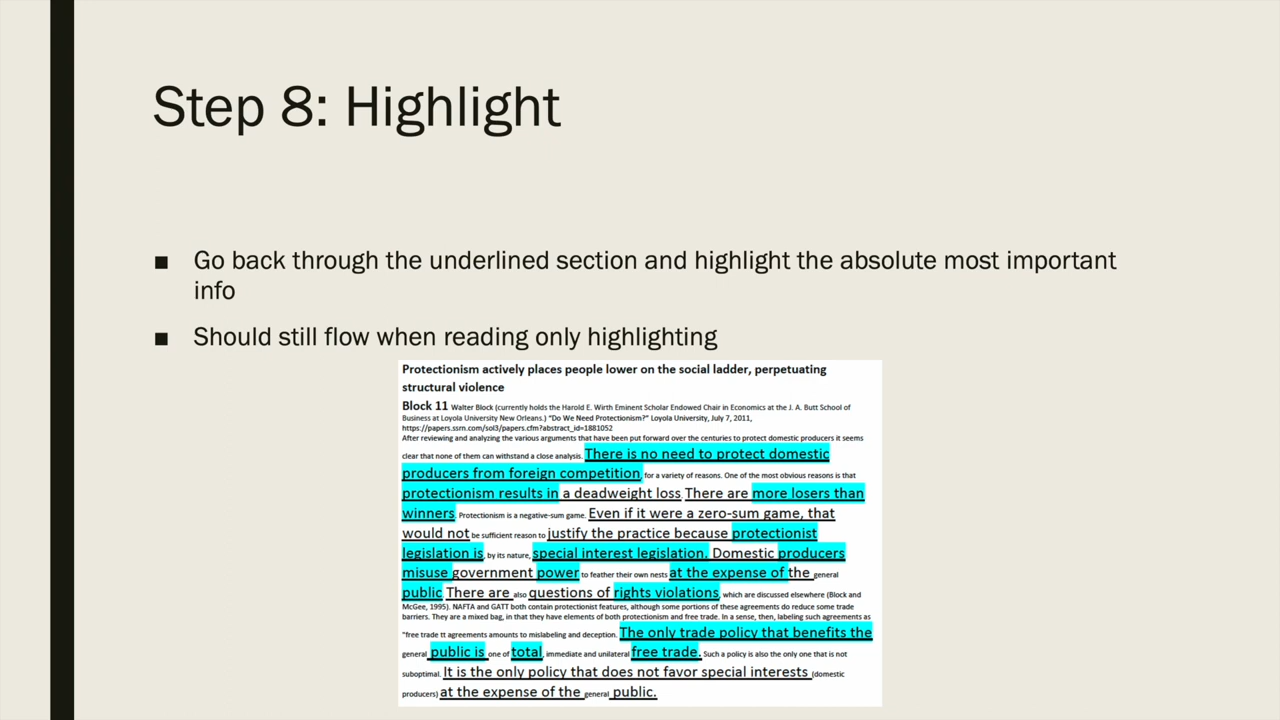 Step 8: Highlight
■ Go back through the underlined section and highlight the absolute most important
info
■ Should still flow when reading only highlighting
Protectionism actively places people lower on the social ladder, perpetuating
structural violence
Block 11 Walter Block (currently holds the Harold E. Wirth Eminent Scholar Endowed Chair in Economics at the J. A. Butt School of
Business at Loyola University New Orleans.) "Do We Need Protectionism?" Loyola University, July 7, 2011,
https://papers.ssrn.com/sol3/papers.cfm?abstract_id=1881052
After reviewing and analyzing the various arguments that have been put forward over the centuries to protect domestic producers it seems
clear that none of them can withstand a close analysis. There is no need to protect domestic
producers from foreign competition, for a variety of reasons. One of the most obvious reasons is that
protectionism results in a deadweight loss. There are more losers than
winners. Protectionism is a negative-sum game. Even if it were a zero-sum game, that
would not be sufficient reason to justify the practice because protectionist
legislation is, by its nature, special interest legislation. Domestic producers
misuse government power to feather their own nests at the expense of the general
public. There are also questions of rights violations, which are discussed elsewhere (Block and
McGee, 1995). NAFTA and GATT both contain protectionist features, although some portions of these agreements do reduce some trade
barriers. They are a mixed bag, in that they have elements of both protectionism and free trade. In a sense, then, labeling such agreements as
"free trade tt agreements amounts to mislabeling and deception. The only trade policy that benefits the
general public is one of total, immediate and unilateral free trade. Such a policy is also the only one that is not
suboptimal. It is the only policy that does not favor special interests (domestic
producers) at the expense of the general public.